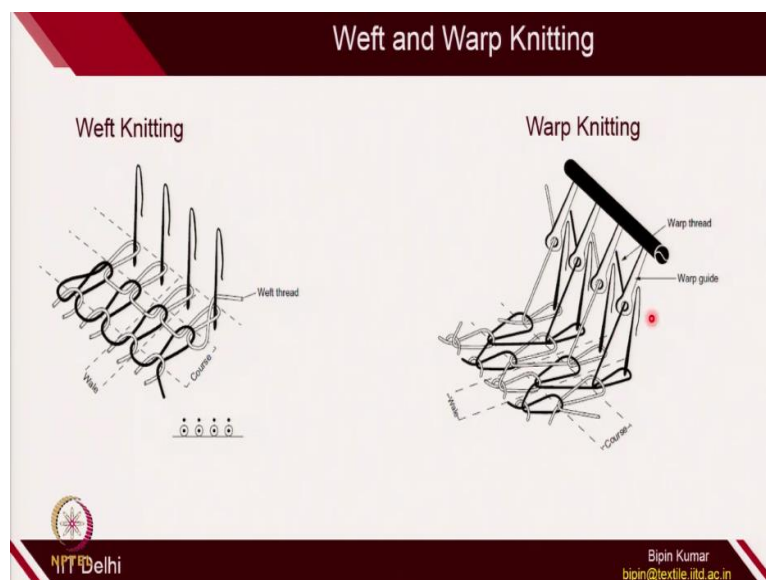 Weft and Warp Knitting
Weft Knitting
Warp Knitting
Warp thread
Warp guide
Weft thread
Wale
Course
Wale
Course
NPTEL
IIT Delhi
Bipin Kumar
bipin@textile.iitd.ac.in